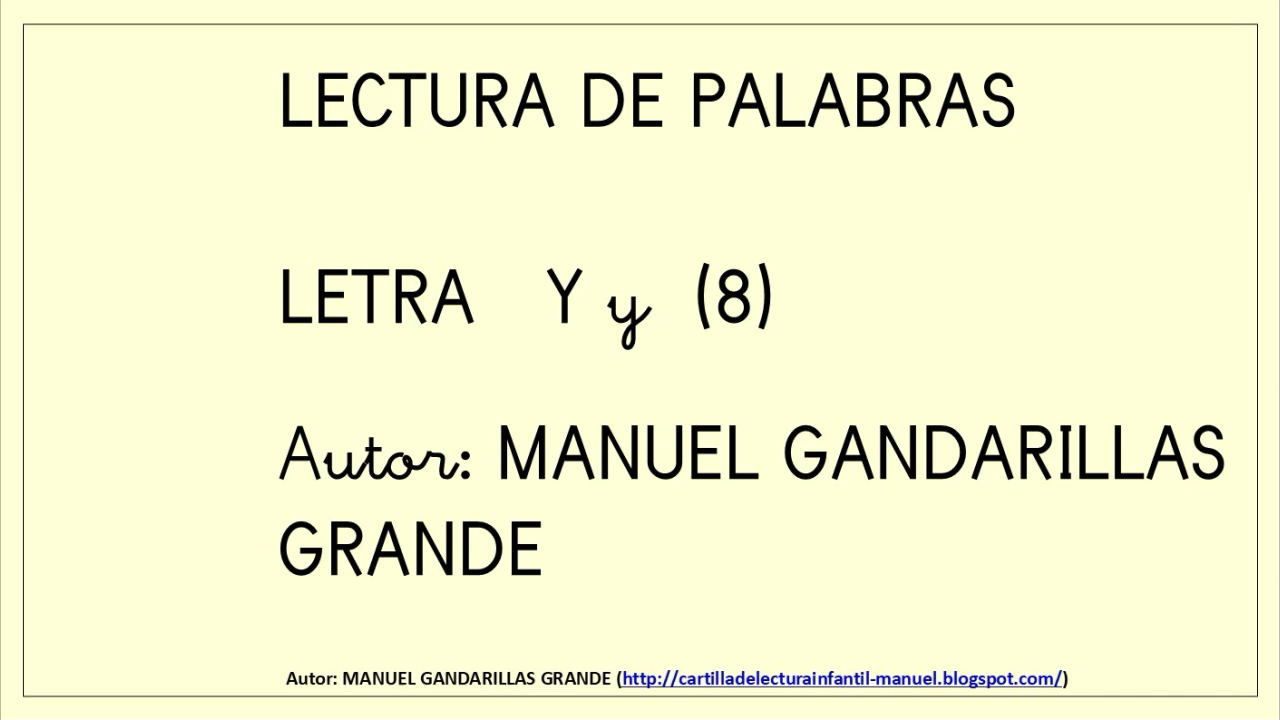 LECTURA DE PALABRAS
LETRA Y y (8)
Autor: MANUEL GANDARILLAS
GRANDE
Autor: MANUEL GANDARILLAS GRANDE (http://cartilladelecturainfantil-manuel.blogspot.com/)